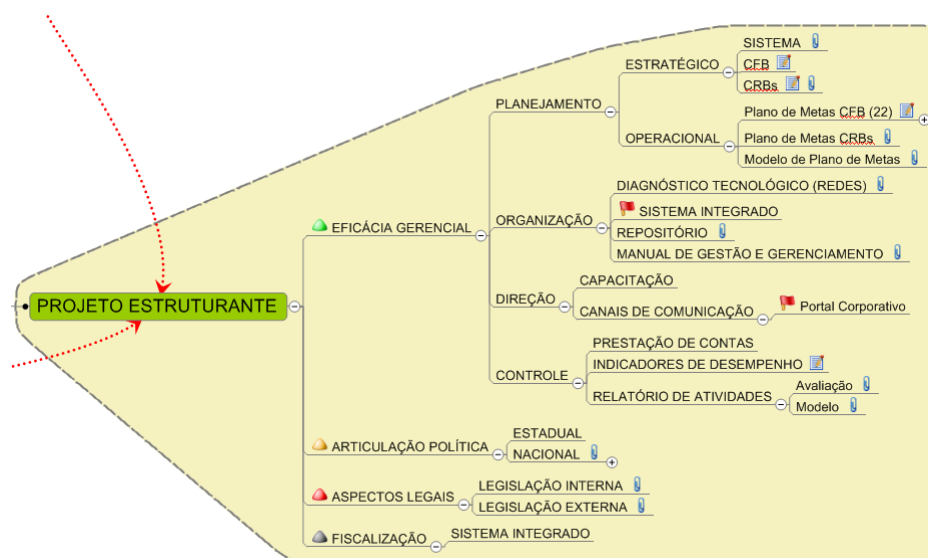 PROJETO ESTRUTURANTE
EFICÁCIA GERENCIAL
PLANEJAMENTO
ESTRATÉGICO
SISTEMA
CFB
CRBs
OPERACIONAL
Plano de Metas CFB (22)
Plano de Metas CRBs
Modelo de Plano de Metas
ORGANIZAÇÃO
DIAGNÓSTICO TECNOLÓGICO (REDES)
SISTEMA INTEGRADO
REPOSITÓRIO
MANUAL DE GESTÃO E GERENCIAMENTO
DIREÇÃO
CAPACITAÇÃO
CANAIS DE COMUNICAÇÃO
Portal Corporativo
CONTROLE
PRESTAÇÃO DE CONTAS
INDICADORES DE DESEMPENHO
RELATÓRIO DE ATIVIDADES
Avaliação
Modelo
ARTICULAÇÃO POLÍTICA
ESTADUAL
NACIONAL
ASPECTOS LEGAIS
LEGISLAÇÃO INTERNA
LEGISLAÇÃO EXTERNA
FISCALIZAÇÃO
SISTEMA INTEGRADO